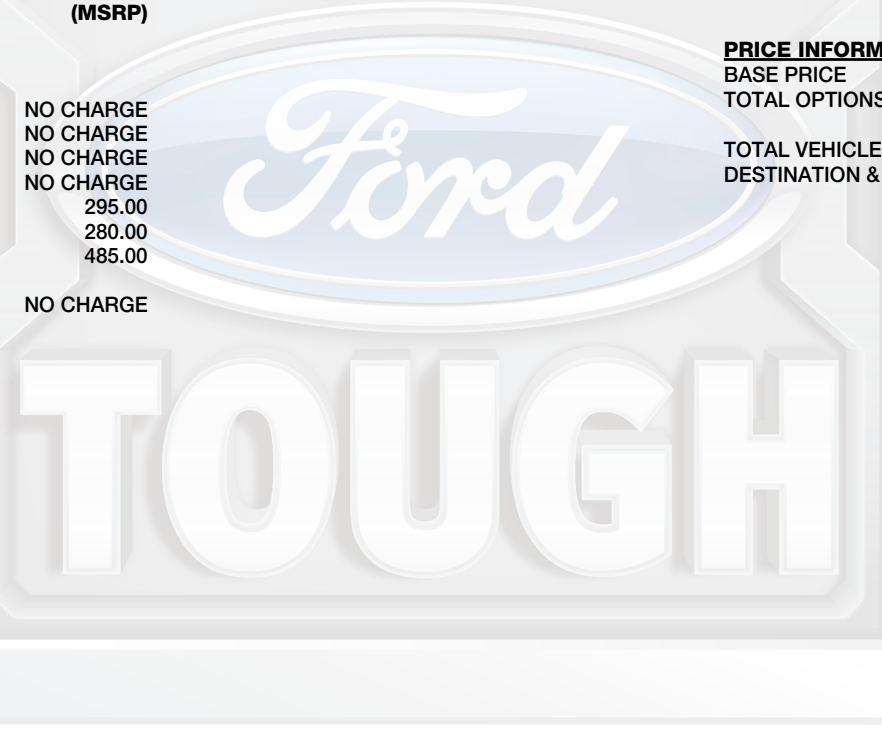 (MSRP)
NO CHARGE
NO CHARGE
NO CHARGE
NO CHARGE
295.00
280.00
485.00
NO CHARGE
PRICE INFORM
BASE PRICE
TOTAL OPTIONS
TOTAL VEHICLE
DESTINATION &
Ford
TOUGH